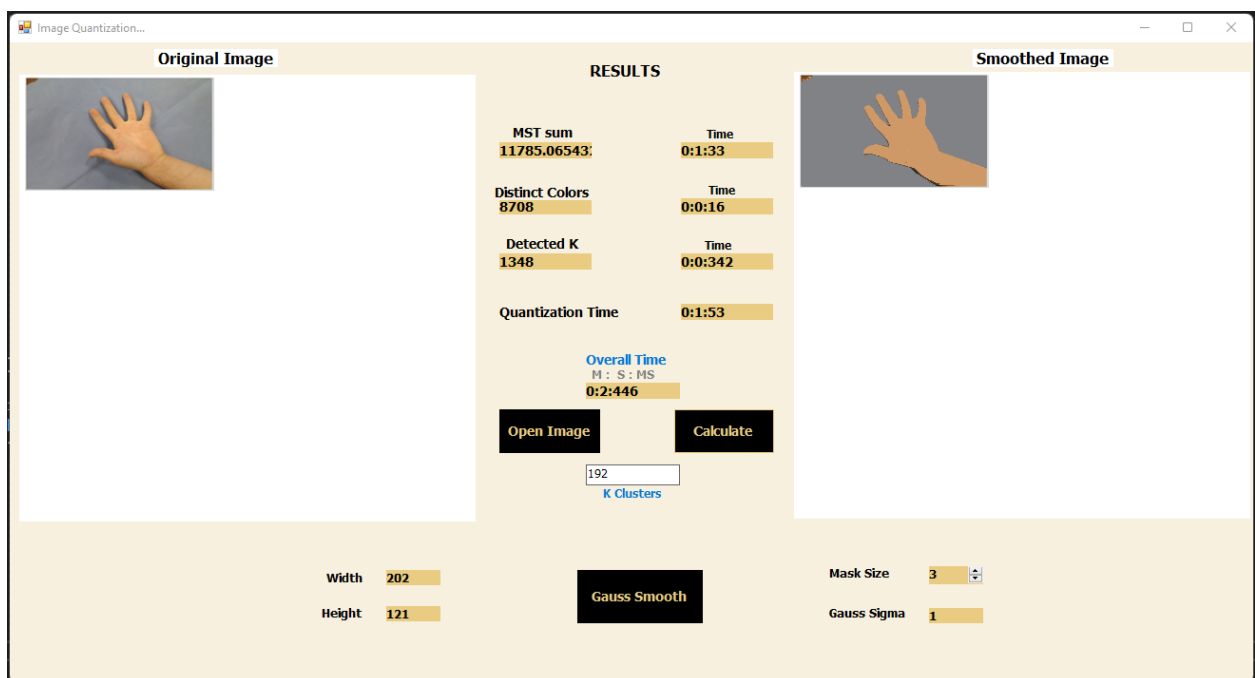 Image Quantization...
Original Image
RESULTS
Smoothed Image
MST sum
Time
11785.06543
0:1:33
Distinct Colors
Time
8708
0:0:16
Detected K
Time
1348
0:0:342
Quantization Time
0:1:53
Overall Time
M : S : MS
0:2:446
Open Image
Calculate
192
K Clusters
Width
202
Height
121
Gauss Smooth
Mask Size
3
Gauss Sigma
1